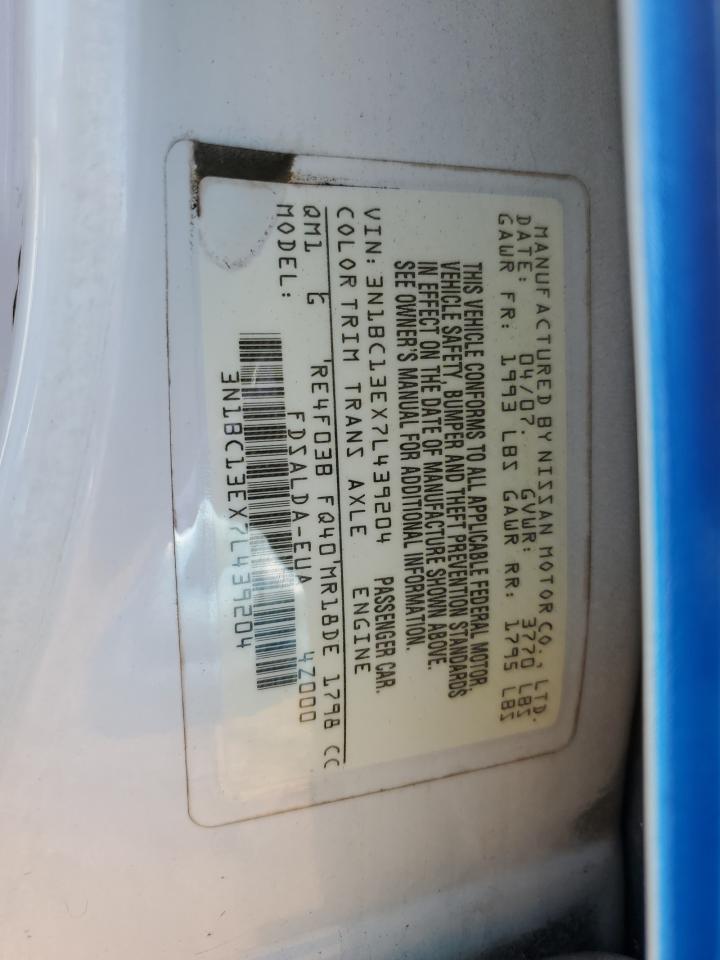 MANUFACTURED BY NISSAN MOTOR CO., LTD.
DATE: 04/07. GVWR: 3770 LBS
GAWR FR: 1993 LBS GAWR RR: 1795 LBS
THIS VEHICLE CONFORMS TO ALL APPLICABLE FEDERAL MOTOR
VEHICLE SAFETY, BUMPER AND THEFT PREVENTION STANDARDS
IN EFFECT ON THE DATE OF MANUFACTURE SHOWN ABOVE.
SEE OWNER'S MANUAL FOR ADDITIONAL INFORMATION.
VIN: 3N1BC13EX7L439204 PASSENGER CAR.
COLOR TRIM TRANS AXLE ENGINE
QM1 G RE4F03B FQ40 MR18DE 1798 CC
MODEL: FDSALDA-EUA 4Z000
3N1BC13EX7L439204